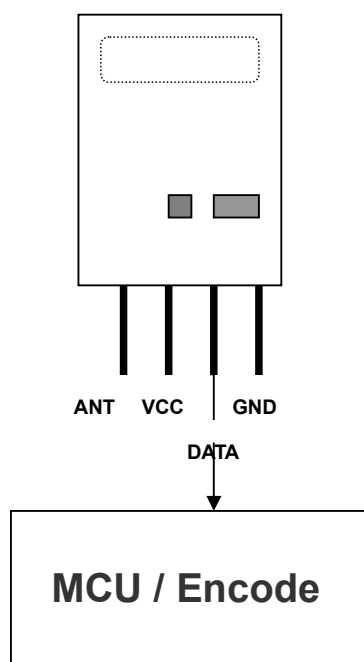 ANT VCC GND
DATA
MCU / Encode